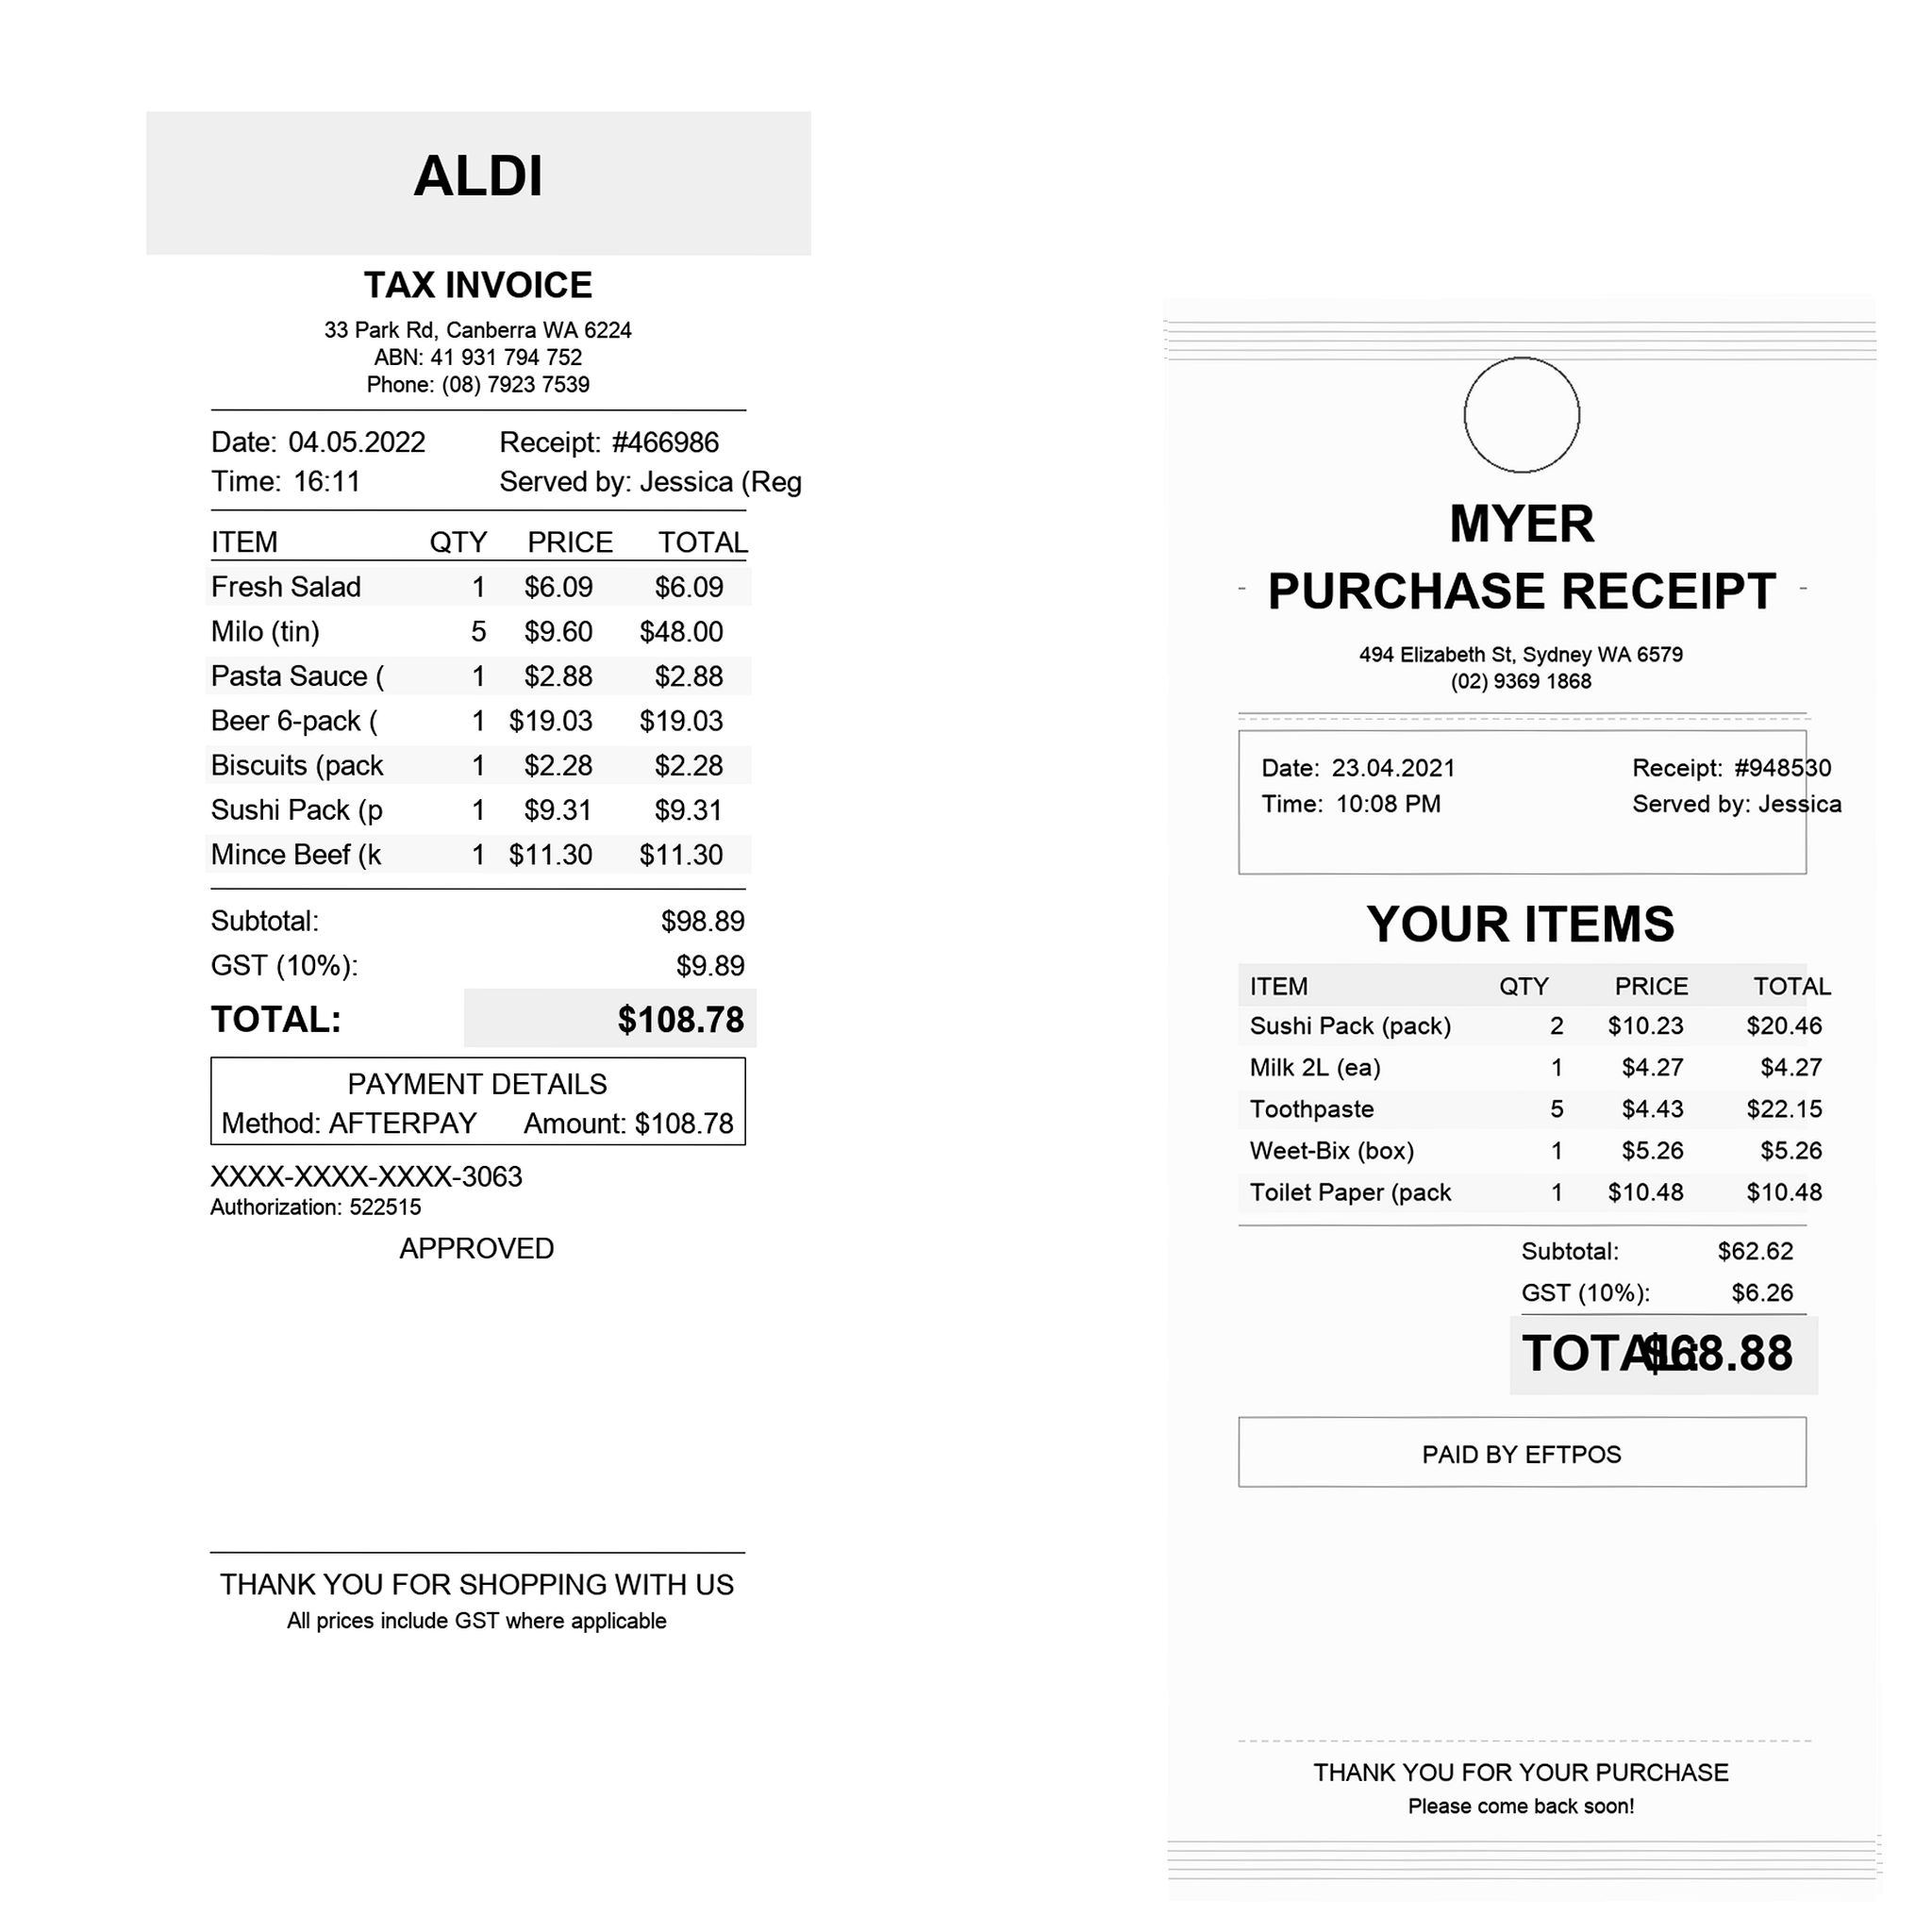 ALDI
TAX INVOICE
33 Park Rd, Canberra WA 6224
ABN: 41 931 794 752
Phone: (08) 7923 7539
Date: 04.05.2022 Receipt: #466986
Time: 16:11 Served by: Jessica (Reg
ITEM QTY PRICE TOTAL
Fresh Salad 1 $6.09 $6.09
Milo (tin) 5 $9.60 $48.00
Pasta Sauce ( 1 $2.88 $2.88
Beer 6-pack ( 1 $19.03 $19.03
Biscuits (pack 1 $2.28 $2.28
Sushi Pack (p 1 $9.31 $9.31
Mince Beef (k 1 $11.30 $11.30
Subtotal: $98.89
GST (10%): $9.89
TOTAL: $108.78
PAYMENT DETAILS
Method: AFTERPAY Amount: $108.78
XXXX-XXXX-XXXX-3063
Authorization: 522515
APPROVED
THANK YOU FOR SHOPPING WITH US
All prices include GST where applicable
MYER
- PURCHASE RECEIPT -
494 Elizabeth St, Sydney WA 6579
(02) 9369 1868
Date: 23.04.2021 Receipt: #948530
Time: 10:08 PM Served by: Jessica
YOUR ITEMS
ITEM QTY PRICE TOTAL
Sushi Pack (pack) 2 $10.23 $20.46
Milk 2L (ea) 1 $4.27 $4.27
Toothpaste 5 $4.43 $22.15
Weet-Bix (box) 1 $5.26 $5.26
Toilet Paper (pack 1 $10.48 $10.48
Subtotal: $62.62
GST (10%): $6.26
TOTAL: $68.88
PAID BY EFTPOS
THANK YOU FOR YOUR PURCHASE
Please come back soon!